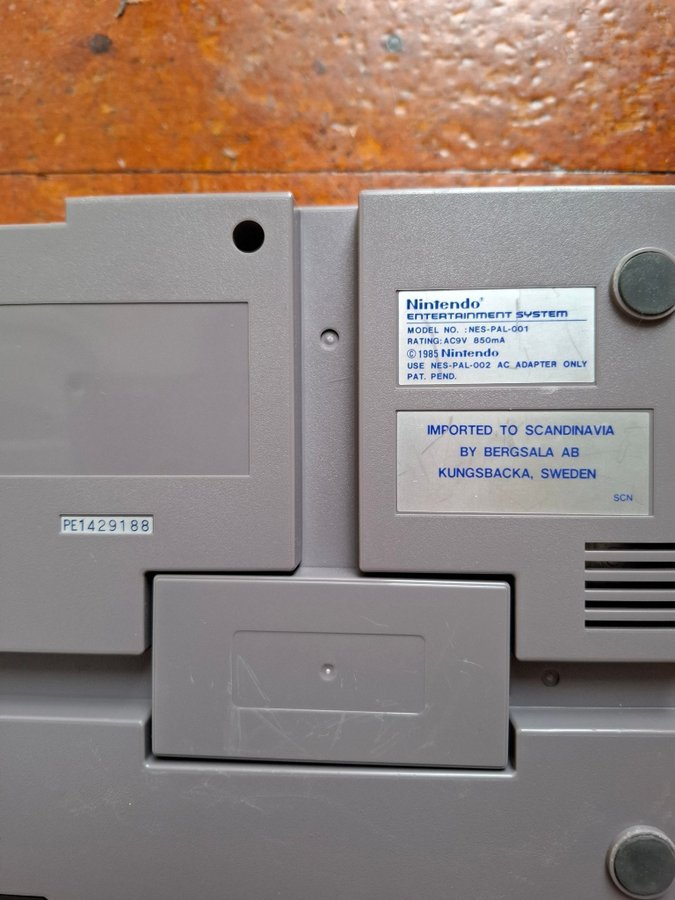 Nintendo®
ENTERTAINMENT SYSTEM
MODEL NO. :NES-PAL-001
RATING:AC9V 850mA
©1985 Nintendo
USE NES-PAL-002 AC ADAPTER ONLY
PAT. PEND.
IMPORTED TO SCANDINAVIA
BY BERGSALA AB
KUNGSBACKA, SWEDEN
SCN
PE1429188